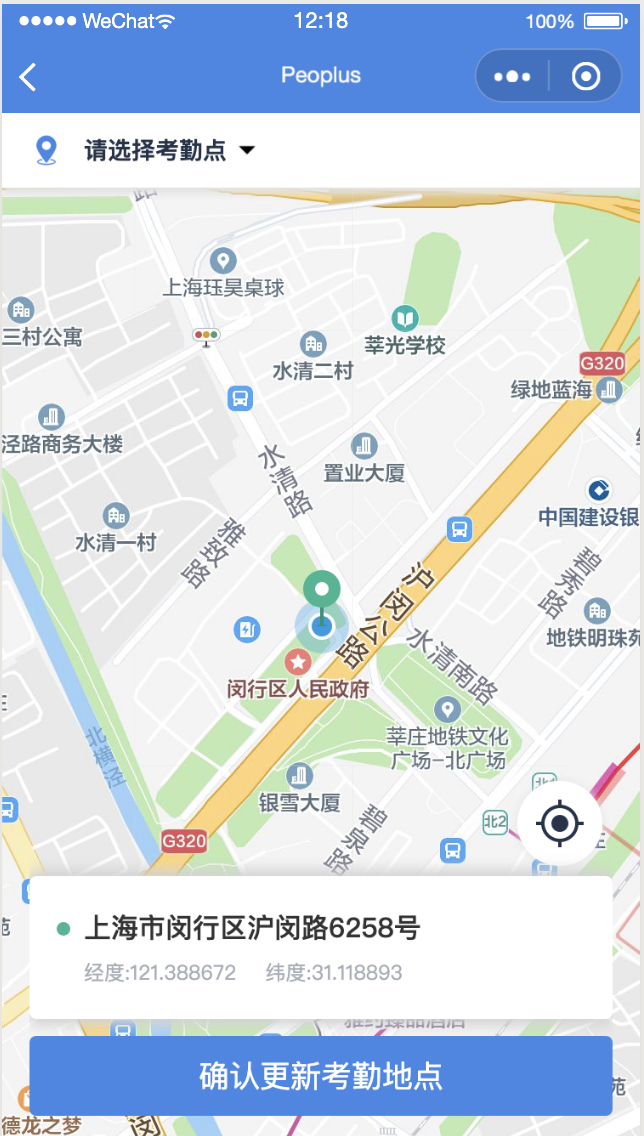 WeChat
12:18
100%
Peoplus
请选择考勤点
路
上海珏昊桌球
三村公寓
水清二村
莘光学校
G320
绿地蓝海
泾路商务大楼
水清路
置业大厦
中国建设银
水清一村
雅致路
碧秀路
沪闵公路
地铁明珠苑
水清南路
闵行区人民政府
莘庄地铁文化
广场-北广场
北横泾
银雪大厦
碧泉路
北2
G320
苑
上海市闵行区沪闵路6258号
经度:121.388672
纬度:31.118893
确认更新考勤地点
苑
德龙之梦
闵